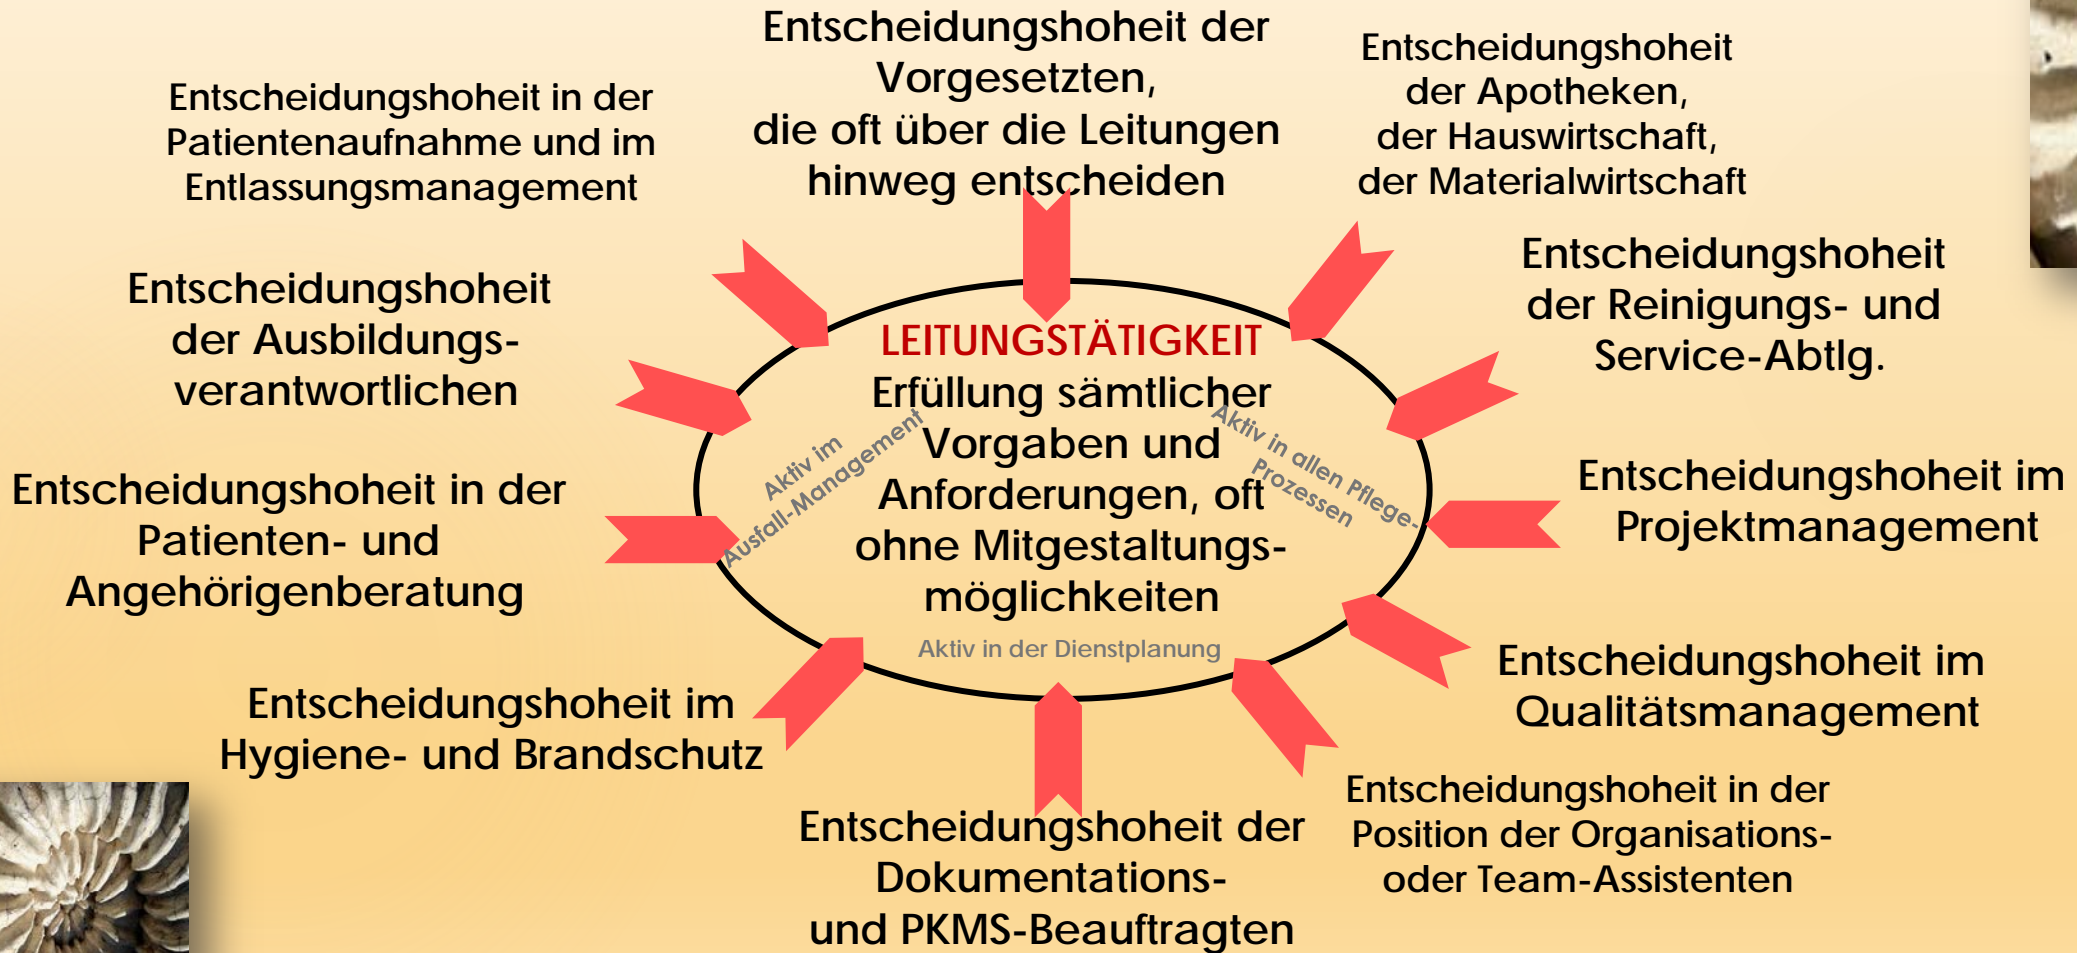 Entscheidungshoheit in der
Patientenaufnahme und im
Entlassungsmanagement
Entscheidungshoheit der
Vorgesetzten,
die oft über die Leitungen
hinweg entscheiden
Entscheidungshoheit
der Apotheken,
der Hauswirtschaft,
der Materialwirtschaft
Entscheidungshoheit
der Ausbildungs-
verantwortlichen
Entscheidungshoheit
der Reinigungs- und
Service-Abtlg.
LEITUNGSTÄTIGKEIT
Erfüllung sämtlicher
Vorgaben und
Anforderungen, oft
ohne Mitgestaltungs-
möglichkeiten
Aktiv im
Ausfall-Management
Aktiv in allen Pflege-
Prozessen
Aktiv in der Dienstplanung
Entscheidungshoheit in der
Patienten- und
Angehörigenberatung
Entscheidungshoheit im
Projektmanagement
Entscheidungshoheit im
Hygiene- und Brandschutz
Entscheidungshoheit im
Qualitätsmanagement
Entscheidungshoheit der
Dokumentations-
und PKMS-Beauftragten
Entscheidungshoheit in der
Position der Organisations-
oder Team-Assistenten